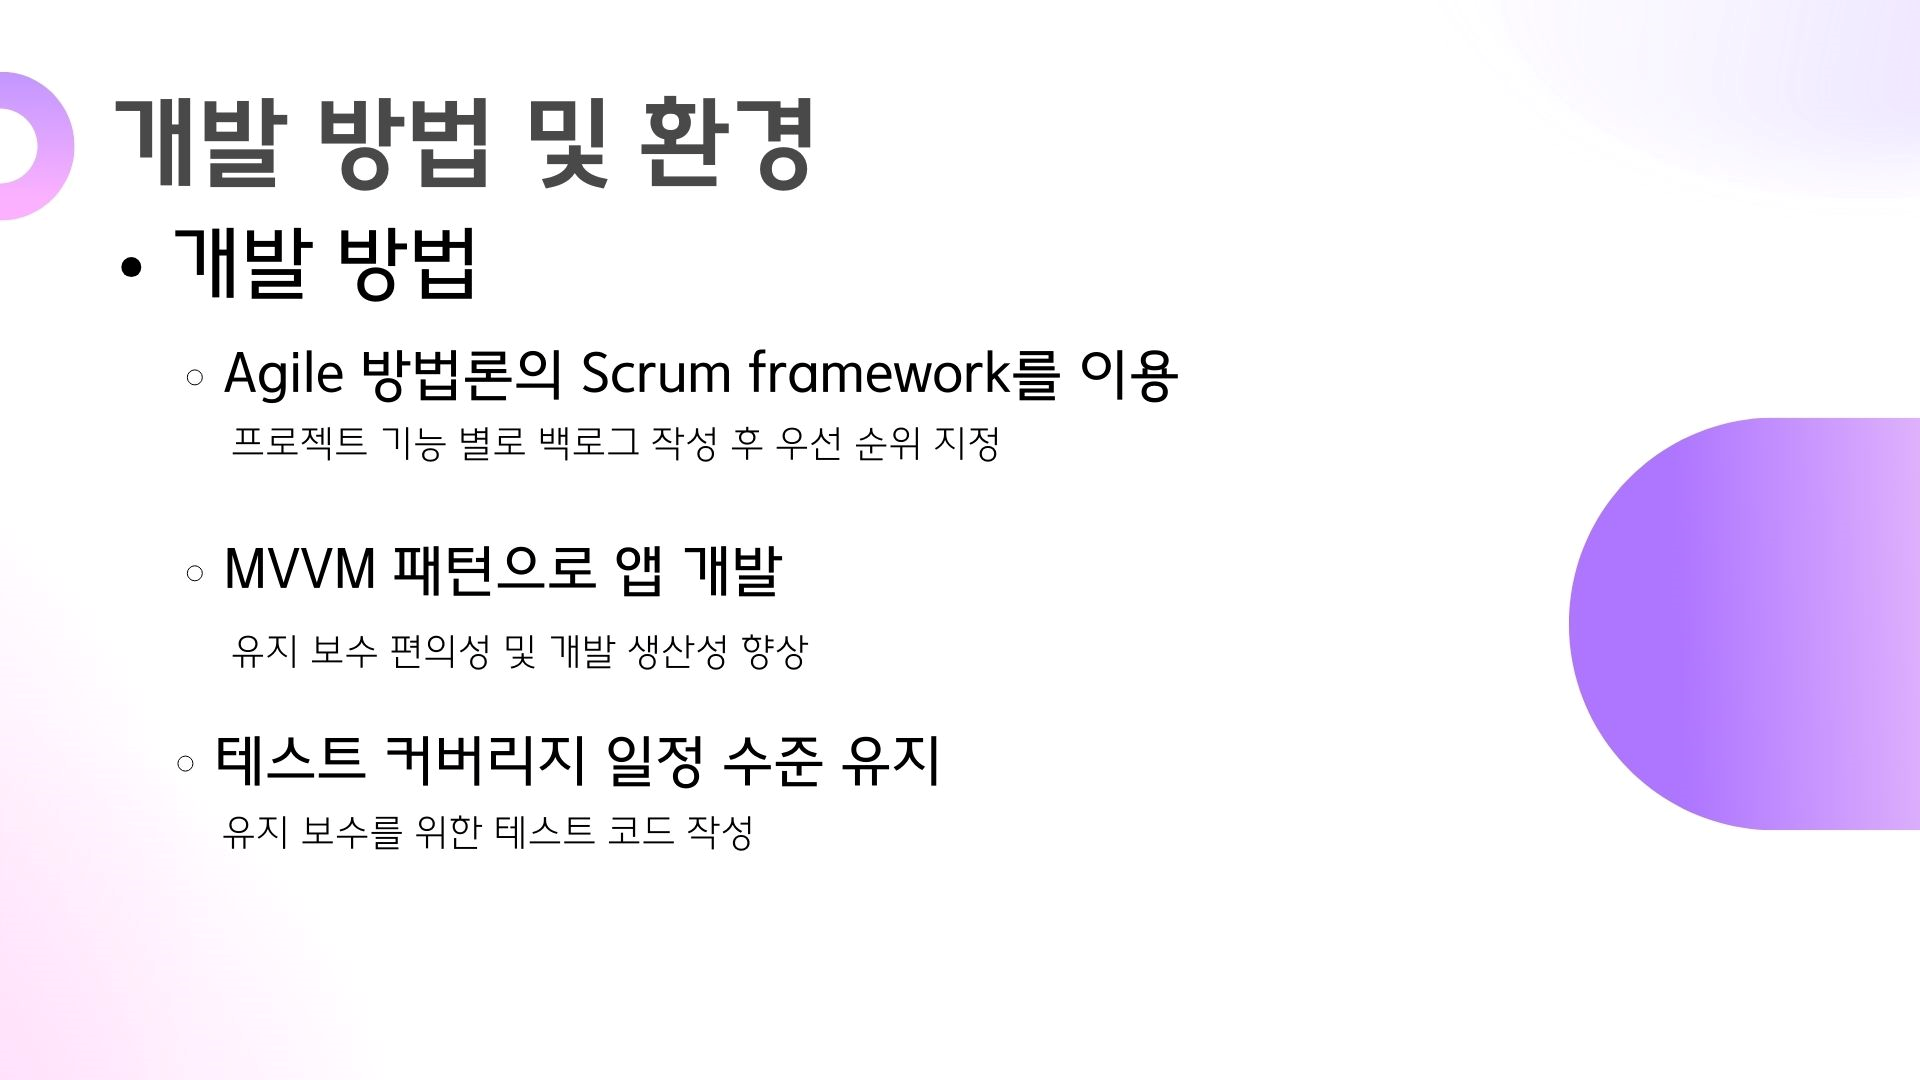 개발 방법 및 환경
• 개발 방법
○ Agile 방법론의 Scrum framework를 이용
프로젝트 기능 별로 백로그 작성 후 우선 순위 지정
○ MVVM 패턴으로 앱 개발
유지 보수 편의성 및 개발 생산성 향상
○ 테스트 커버리지 일정 수준 유지
유지 보수를 위한 테스트 코드 작성